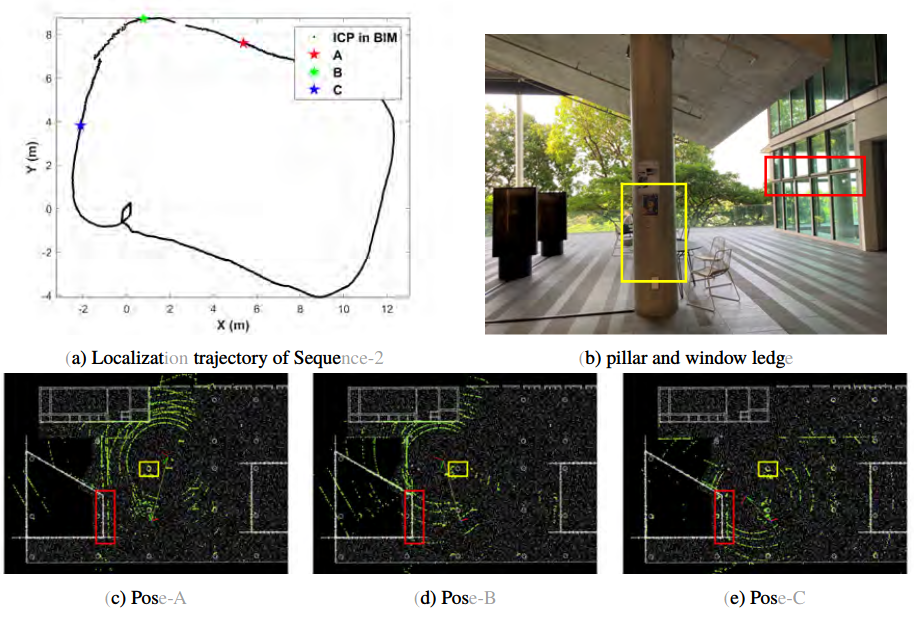 8
6
4
2
0
-2
-4
-2
0
2
4
6
8
10
12
Y (m)
X (m)
ICP in BIM
A
B
C
(a) Localization trajectory of Sequence-2
(b) pillar and window ledge
(c) Pose-A
(d) Pose-B
(e) Pose-C